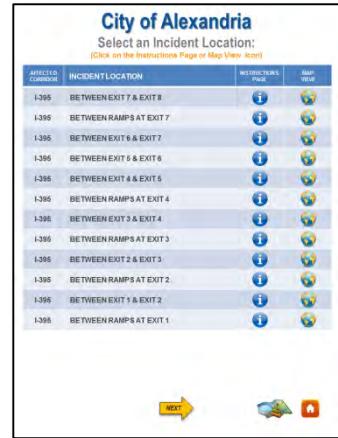 City of Alexandria
Select an Incident Location:
(Click on the Instructions Page or Map View Icon)
AFFECTED CORRIDOR INCIDENT LOCATION INSTRUCTIONS PAGE MAP VIEW
I-395 BETWEEN EXIT 7 & EXIT 8
I-395 BETWEEN RAMPS AT EXIT 7
I-395 BETWEEN EXIT 6 & EXIT 7
I-395 BETWEEN EXIT 5 & EXIT 6
I-395 BETWEEN EXIT 4 & EXIT 5
I-395 BETWEEN RAMPS AT EXIT 4
I-395 BETWEEN EXIT 3 & EXIT 4
I-395 BETWEEN RAMPS AT EXIT 3
I-395 BETWEEN EXIT 2 & EXIT 3
I-395 BETWEEN RAMPS AT EXIT 2
I-395 BETWEEN EXIT 1 & EXIT 2
I-395 BETWEEN RAMPS AT EXIT 1
NEXT